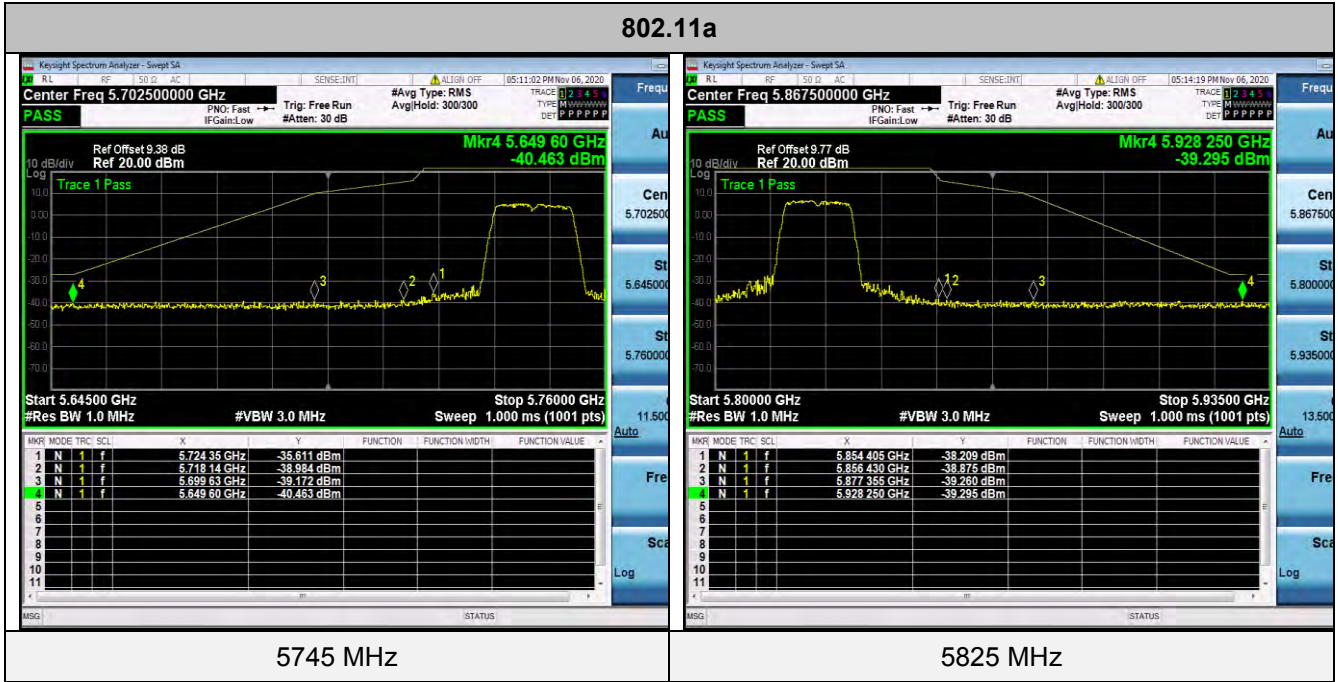 802.11a
Keysight Spectrum Analyzer - Swept SA
RL RF 50 Ω AC SENSE:INT ALIGN OFF 05:11:02 PM Nov 06, 2020
Center Freq 5.702500000 GHz
PNO: Fast
IFGain:Low
Trig: Free Run
#Atten: 30 dB
#Avg Type: RMS
Avg|Hold: 300/300
TRACE 1 2 3 4 5 6
TYPE M W W W W W
DET P P P P P P
PASS
Ref Offset 9.38 dB
10 dB/div Ref 20.00 dBm
Log
Mkr4 5.649 60 GHz
-40.463 dBm
Trace 1 Pass
10.0
0.00
-10.0
-20.0
-30.0
-40.0
-50.0
-60.0
-70.0
4
3
2
1
Start 5.64500 GHz Stop 5.76000 GHz
#Res BW 1.0 MHz #VBW 3.0 MHz Sweep 1.000 ms (1001 pts)
MKR MODE TRC SCL X Y FUNCTION FUNCTION WIDTH FUNCTION VALUE
1 N 1 f 5.724 35 GHz -35.611 dBm
2 N 1 f 5.718 14 GHz -38.984 dBm
3 N 1 f 5.699 63 GHz -39.172 dBm
4 N 1 f 5.649 60 GHz -40.463 dBm
5
6
7
8
9
10
11
MSG STATUS
Frequ
Au
Cen
5.702500
St
5.645000
St
5.760000
11.500
Auto
Fre
Sca
Log
5745 MHz
Keysight Spectrum Analyzer - Swept SA
RL RF 50 Ω AC SENSE:INT ALIGN OFF 05:14:19 PM Nov 06, 2020
Center Freq 5.867500000 GHz
PNO: Fast
IFGain:Low
Trig: Free Run
#Atten: 30 dB
#Avg Type: RMS
Avg|Hold: 300/300
TRACE 1 2 3 4 5 6
TYPE M W W W W W
DET P P P P P P
PASS
Ref Offset 9.77 dB
10 dB/div Ref 20.00 dBm
Log
Mkr4 5.928 250 GHz
-39.295 dBm
Trace 1 Pass
10.0
0.00
-10.0
-20.0
-30.0
-40.0
-50.0
-60.0
-70.0
1 2
3
4
Start 5.80000 GHz Stop 5.93500 GHz
#Res BW 1.0 MHz #VBW 3.0 MHz Sweep 1.000 ms (1001 pts)
MKR MODE TRC SCL X Y FUNCTION FUNCTION WIDTH FUNCTION VALUE
1 N 1 f 5.854 405 GHz -38.209 dBm
2 N 1 f 5.856 430 GHz -38.875 dBm
3 N 1 f 5.877 355 GHz -39.260 dBm
4 N 1 f 5.928 250 GHz -39.295 dBm
5
6
7
8
9
10
11
MSG STATUS
Frequ
Au
Cen
5.867500
St
5.800000
St
5.935000
13.500
Auto
Fre
Sca
Log
5825 MHz